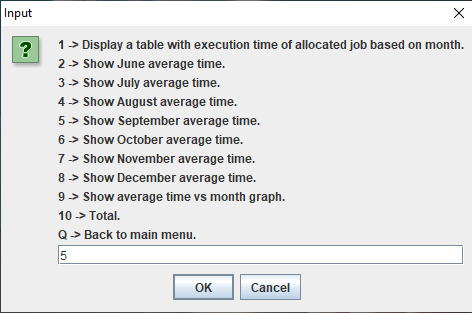 Input
1 -> Display a table with execution time of allocated job based on month.
2 -> Show June average time.
3 -> Show July average time.
4 -> Show August average time.
5 -> Show September average time.
6 -> Show October average time.
7 -> Show November average time.
8 -> Show December average time.
9 -> Show average time vs month graph.
10 -> Total.
Q -> Back to main menu.
5
OK Cancel